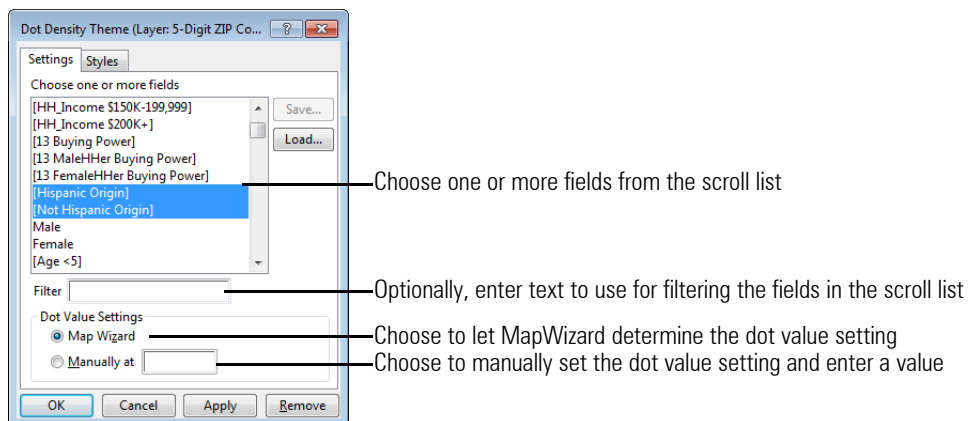 Dot Density Theme (Layer: 5-Digit ZIP Co... ?
Settings Styles
Choose one or more fields
[HH_Income $150K-199,999]
[HH_Income $200K+]
[13 Buying Power]
[13 MaleHHer Buying Power]
[13 FemaleHHer Buying Power]
[Hispanic Origin]
[Not Hispanic Origin]
Male
Female
[Age <5]
Save...
Load...
Choose one or more fields from the scroll list
Filter
Optionally, enter text to use for filtering the fields in the scroll list
Dot Value Settings
Map Wizard
Choose to let MapWizard determine the dot value setting
Manually at
Choose to manually set the dot value setting and enter a value
OK Cancel Apply Remove